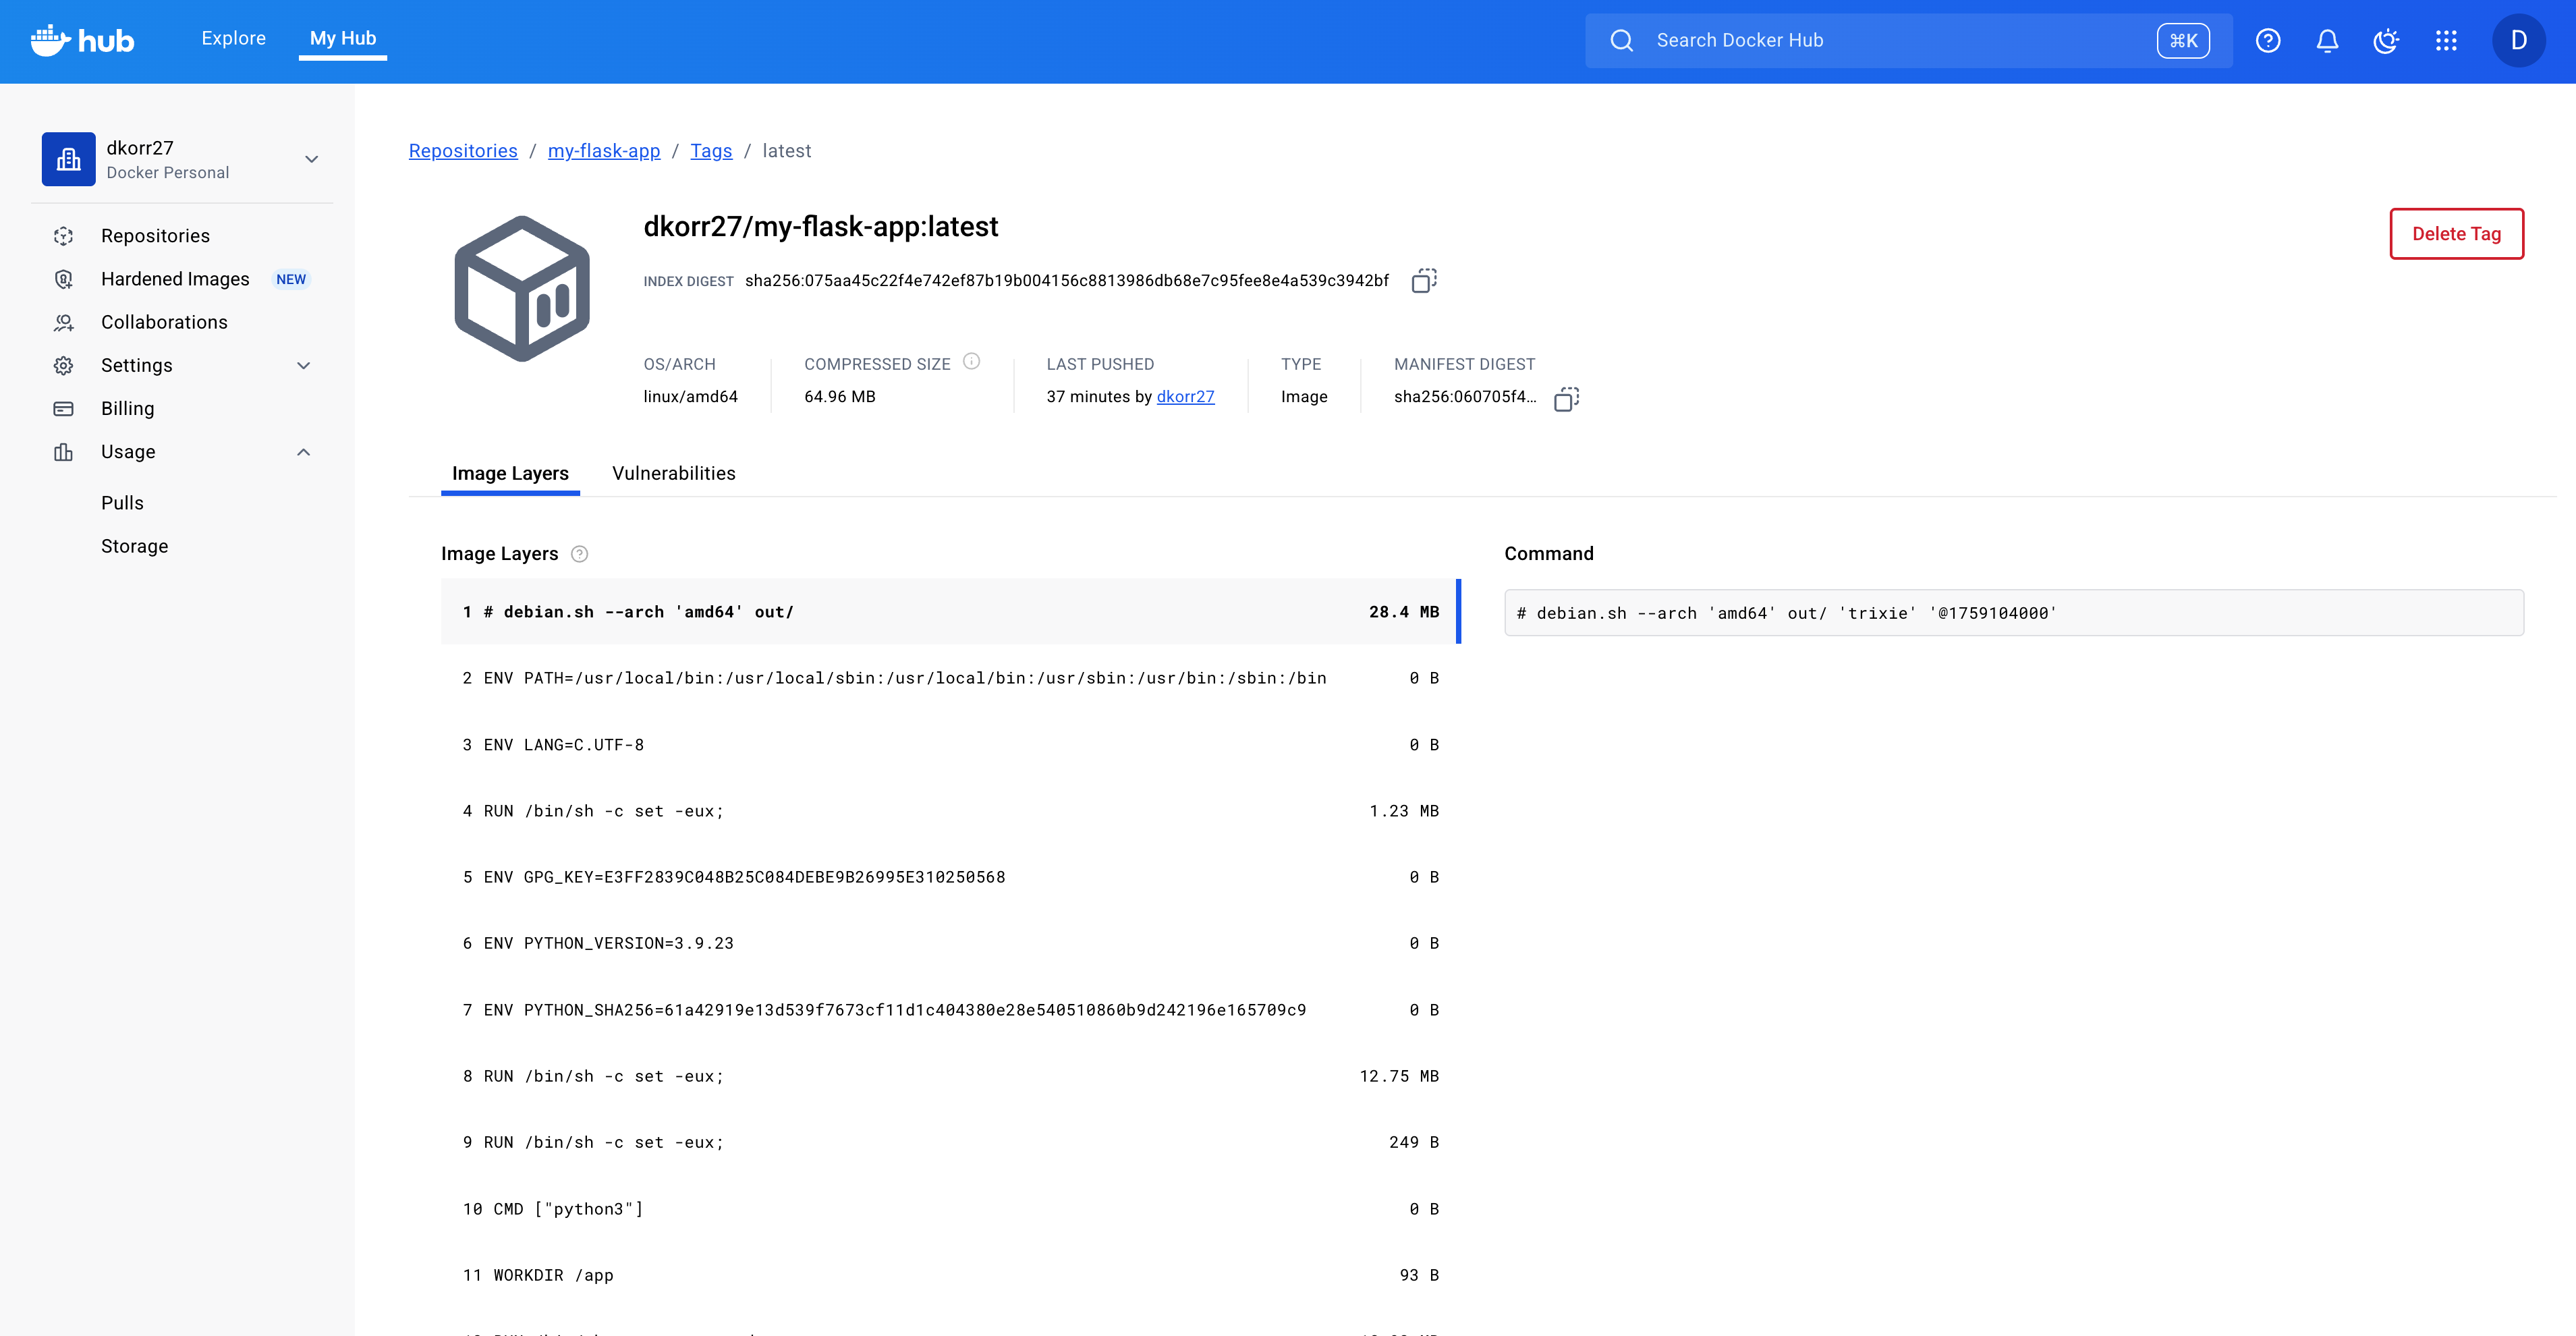 hub
Explore
My Hub
Search Docker Hub
⌘K
D
dkorr27
Docker Personal
Repositories
Hardened Images NEW
Collaborations
Settings
Billing
Usage
Pulls
Storage
Repositories / my-flask-app / Tags / latest
dkorr27/my-flask-app:latest
Delete Tag
INDEX DIGEST sha256:075aa45c22f4e742ef87b19b004156c8813986db68e7c95fee8e4a539c3942bf
OS/ARCH
linux/amd64
COMPRESSED SIZE
64.96 MB
LAST PUSHED
37 minutes by dkorr27
TYPE
Image
MANIFEST DIGEST
sha256:060705f4...
Image Layers
Vulnerabilities
Image Layers
1 # debian.sh --arch 'amd64' out/ 28.4 MB
2 ENV PATH=/usr/local/bin:/usr/local/sbin:/usr/local/bin:/usr/sbin:/usr/bin:/sbin:/bin 0 B
3 ENV LANG=C.UTF-8 0 B
4 RUN /bin/sh -c set -eux; 1.23 MB
5 ENV GPG_KEY=E3FF2839C048B25C084DEBE9B26995E310250568 0 B
6 ENV PYTHON_VERSION=3.9.23 0 B
7 ENV PYTHON_SHA256=61a42919e13d539f7673cf11d1c404380e28e540510860b9d242196e165709c9 0 B
8 RUN /bin/sh -c set -eux; 12.75 MB
9 RUN /bin/sh -c set -eux; 249 B
10 CMD ["python3"] 0 B
11 WORKDIR /app 93 B
Command
# debian.sh --arch 'amd64' out/ 'trixie' '@1759104000'